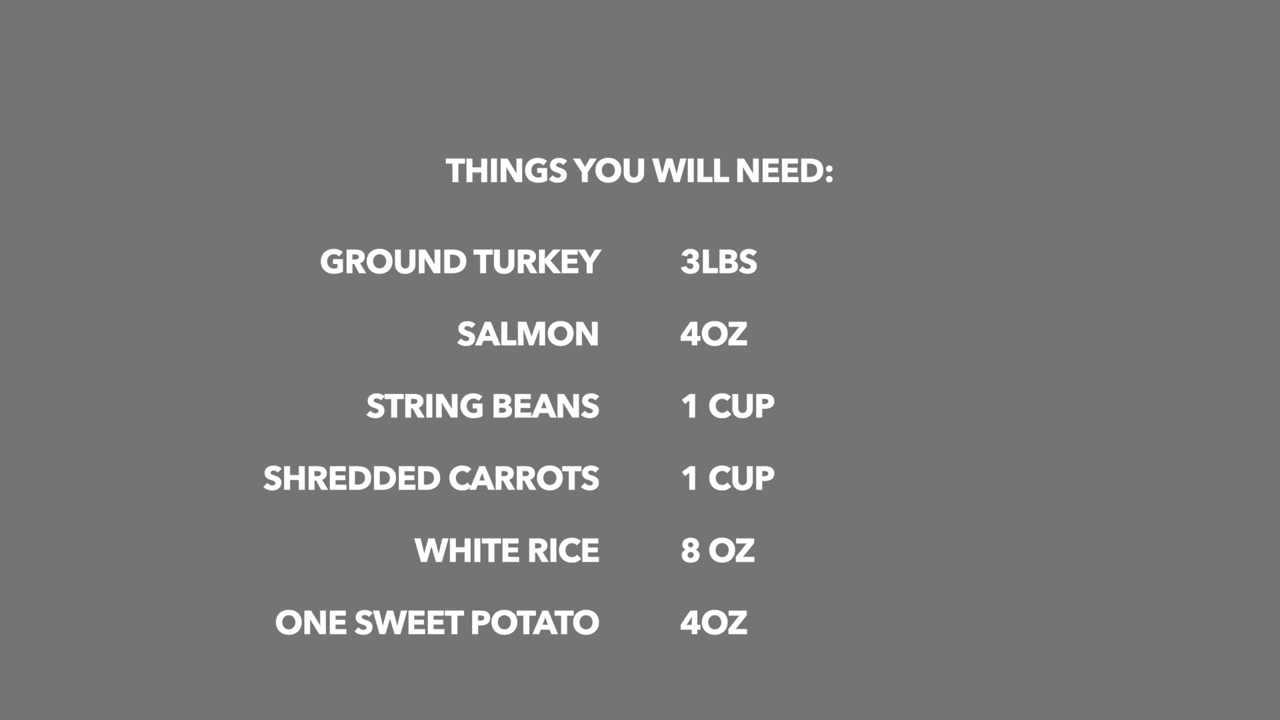 THINGS YOU WILL NEED:
GROUND TURKEY 3LBS
SALMON 4OZ
STRING BEANS 1 CUP
SHREDDED CARROTS 1 CUP
WHITE RICE 8 OZ
ONE SWEET POTATO 4OZ